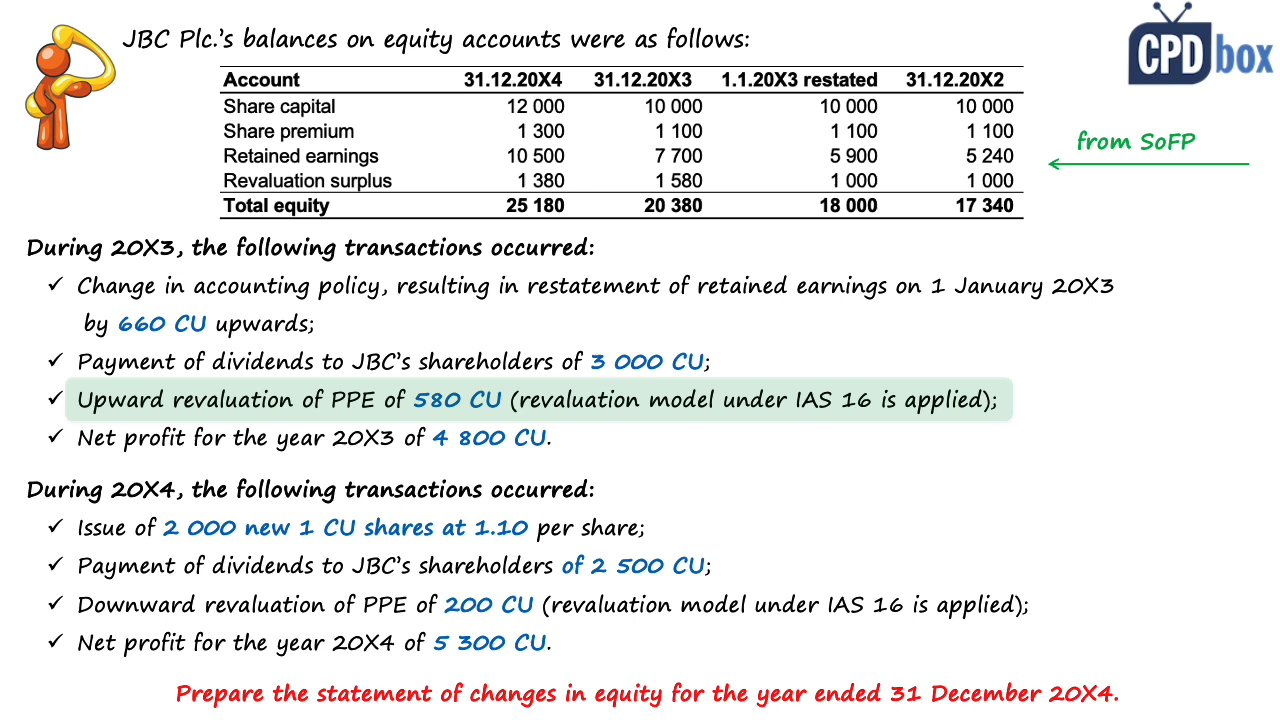 JBC Plc.'s balances on equity accounts were as follows:
CPD box
Account 31.12.20X4 31.12.20X3 1.1.20X3 restated 31.12.20X2
Share capital 12 000 10 000 10 000 10 000
Share premium 1 300 1 100 1 100 1 100
Retained earnings 10 500 7 700 5 900 5 240
Revaluation surplus 1 380 1 580 1 000 1 000
Total equity 25 180 20 380 18 000 17 340
from SoFP
During 20X3, the following transactions occurred:
✓ Change in accounting policy, resulting in restatement of retained earnings on 1 January 20X3
by 660 CU upwards;
✓ Payment of dividends to JBC's shareholders of 3 000 CU;
✓ Upward revaluation of PPE of 580 CU (revaluation model under IAS 16 is applied);
✓ Net profit for the year 20X3 of 4 800 CU.
During 20X4, the following transactions occurred:
✓ Issue of 2 000 new 1 CU shares at 1.10 per share;
✓ Payment of dividends to JBC's shareholders of 2 500 CU;
✓ Downward revaluation of PPE of 200 CU (revaluation model under IAS 16 is applied);
✓ Net profit for the year 20X4 of 5 300 CU.
Prepare the statement of changes in equity for the year ended 31 December 20X4.